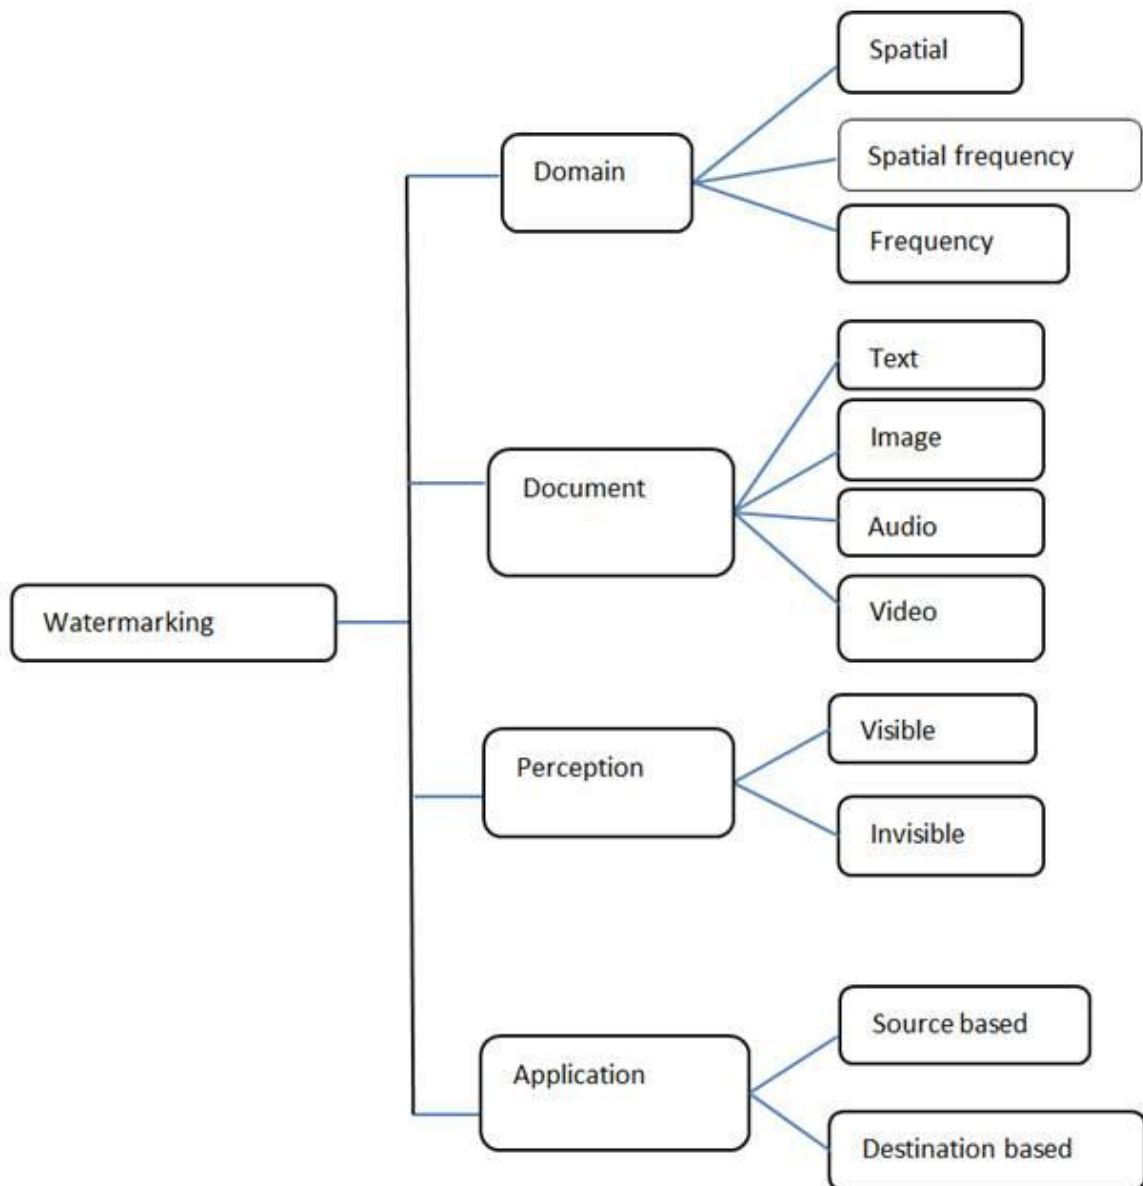 Watermarking
Domain
Spatial
Spatial frequency
Frequency
Document
Text
Image
Audio
Video
Perception
Visible
Invisible
Application
Source based
Destination based